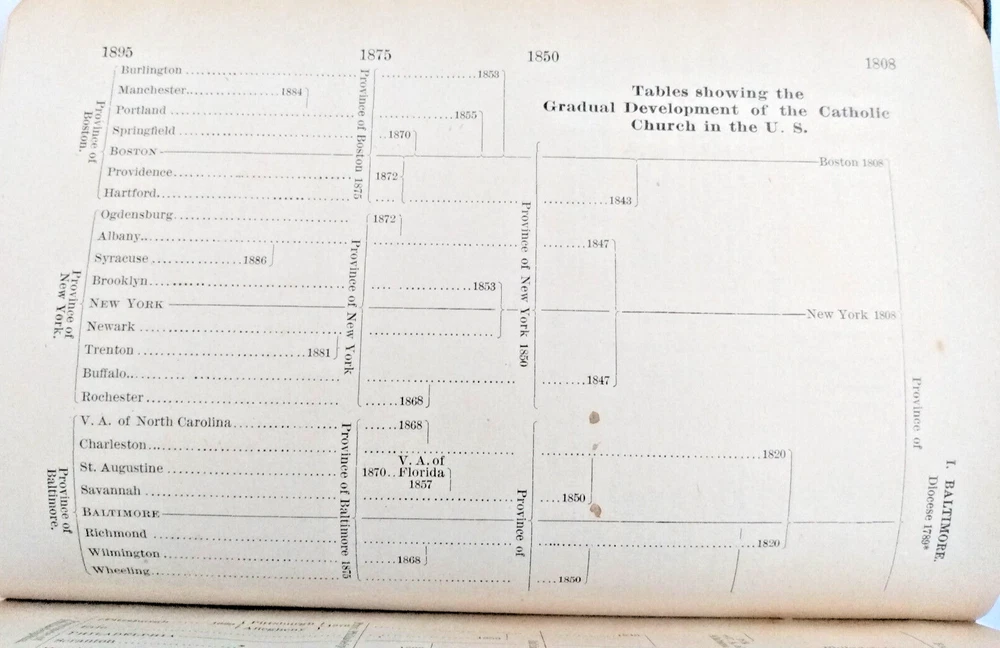 1895 1875 1850 1808
Tables showing the
Gradual Development of the Catholic
Church in the U. S.
Province of
Boston.
Burlington 1853
Manchester 1884
Portland 1855
Springfield 1870
BOSTON Boston 1808
Providence 1872
Hartford 1843
Province of Boston 1875
Province of
New York.
Ogdensburg 1872
Albany 1847
Syracuse 1886
Brooklyn 1853
NEW YORK New York 1808
Newark
Trenton 1881
Buffalo 1847
Rochester 1868
Province of New York
Province of New York 1850
Province of
Baltimore.
V. A. of North Carolina 1868
Charleston 1820
St. Augustine 1870 V. A. of
Florida
1857
Savannah 1850
BALTIMORE
Richmond 1820
Wilmington 1868
Wheeling 1850
Province of Baltimore 1875
Province of
Province of
I. BALTIMORE.
Diocese 1789*
PHILADELPHIA